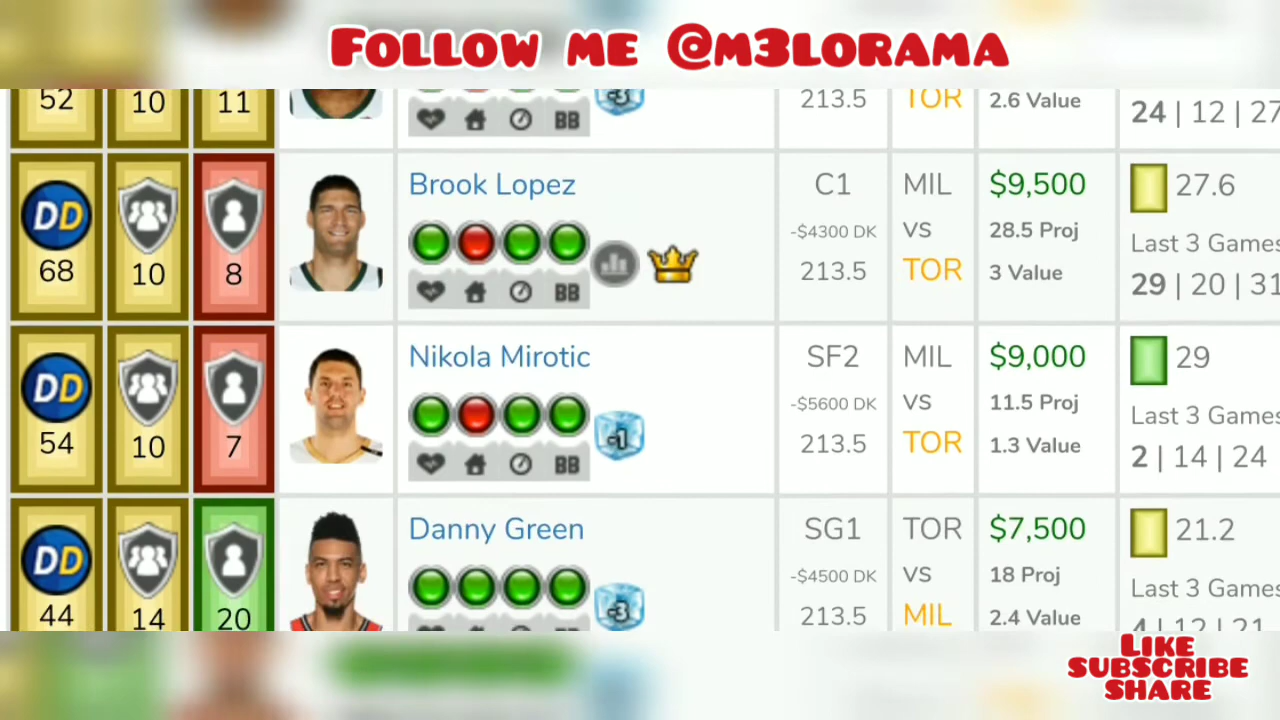 FOLLOW ME @M3LORAMA
52 10 11 -3 BB 213.5 TOR 2.6 Value 24 | 12 | 27
Brook Lopez C1 MIL $9,500 27.6
-$4300 DK VS 28.5 Proj Last 3 Games
DD 68 10 8 BB 213.5 TOR 3 Value 29 | 20 | 31
Nikola Mirotic SF2 MIL $9,000 29
-$5600 DK VS 11.5 Proj Last 3 Games
DD 54 10 7 -1 BB 213.5 TOR 1.3 Value 2 | 14 | 24
Danny Green SG1 TOR $7,500 21.2
-$4500 DK VS 18 Proj Last 3 Games
DD 44 14 20 -3 213.5 MIL 2.4 Value 4 | 12 | 21
LIKE
SUBSCRIBE
SHARE